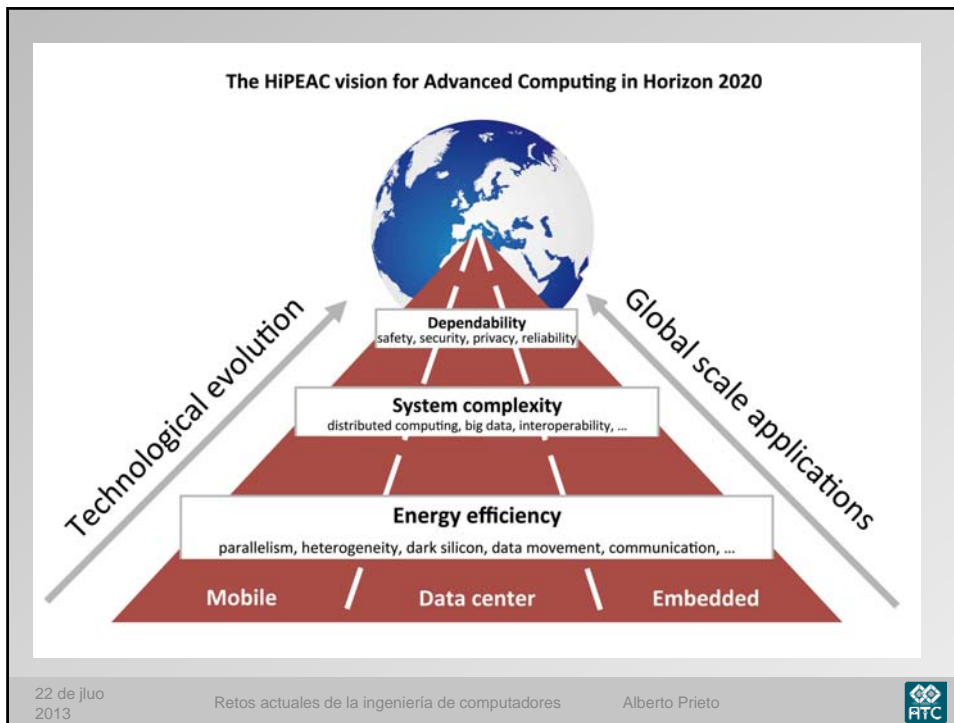 The HiPEAC vision for Advanced Computing in Horizon 2020
Technological evolution
Global scale applications
Dependability
safety, security, privacy, reliability
System complexity
distributed computing, big data, interoperability, ...
Energy efficiency
parallelism, heterogeneity, dark silicon, data movement, communication, ...
Mobile Data center Embedded
22 de jluo
2013
Retos actuales de la ingeniería de computadores Alberto Prieto
ATC